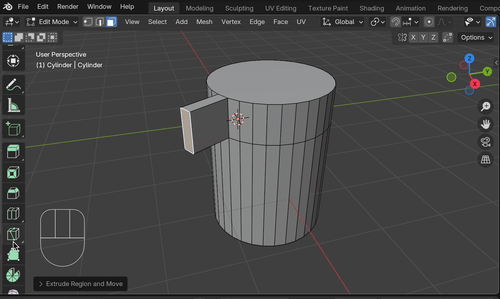 File Edit Render Window Help Layout Modeling Sculpting UV Editing Texture Paint Shading Animation Rendering
Edit Mode View Select Add Mesh Vertex Edge Face UV Global
X Y Z Options
User Perspective
(1) Cylinder | Cylinder
Z
Y
X
Extrude Region and Move